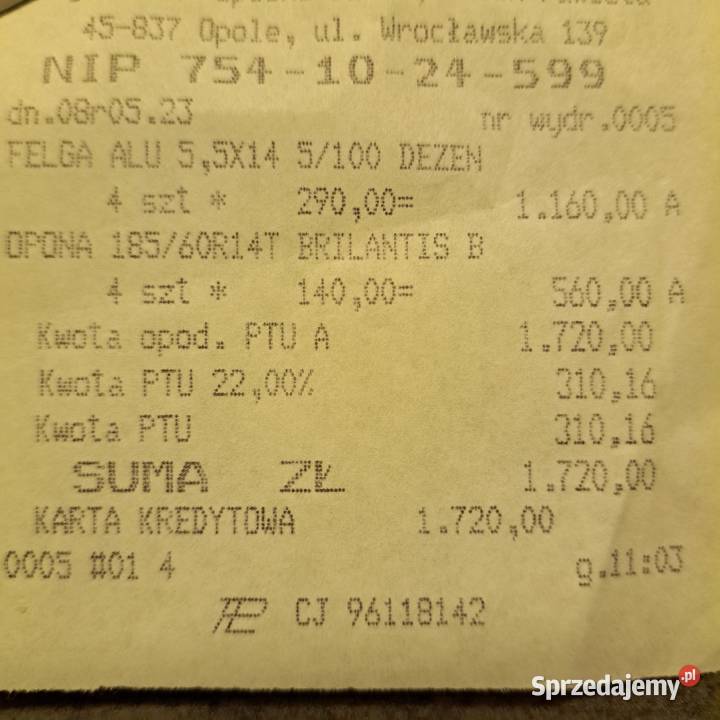 45-837 Opole, ul. Wrocławska 139
NIP 754-10-24-599
dn.08r05.23 nr wydr.0005
FELGA ALU 5,5X14 5/100 DEZEN
4 szt * 290,00= 1.160,00 A
OPONA 185/60R14T BRILANTIS B
4 szt * 140,00= 560,00 A
Kwota opod. PTU A 1.720,00
Kwota PTU 22,00% 310,16
Kwota PTU 310,16
SUMA ZŁ 1.720,00
KARTA KREDYTOWA 1.720,00
0005 #01 4 g.11:03
CJ 96118142
Sprzedajemy.pl